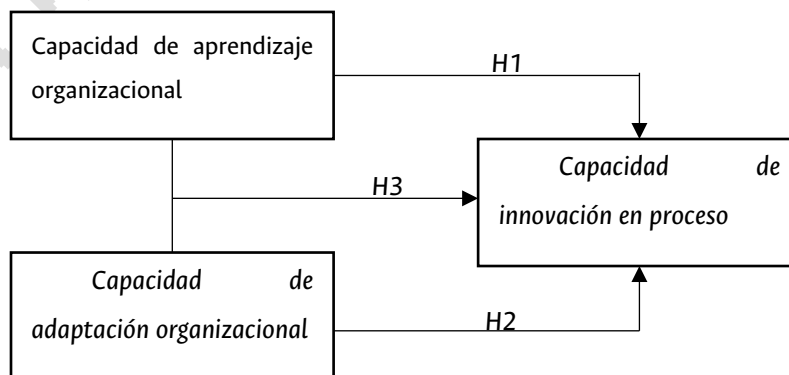 Capacidad de aprendizaje
organizacional
H1
Capacidad de
innovación en proceso
H3
Capacidad de
adaptación organizacional
H2